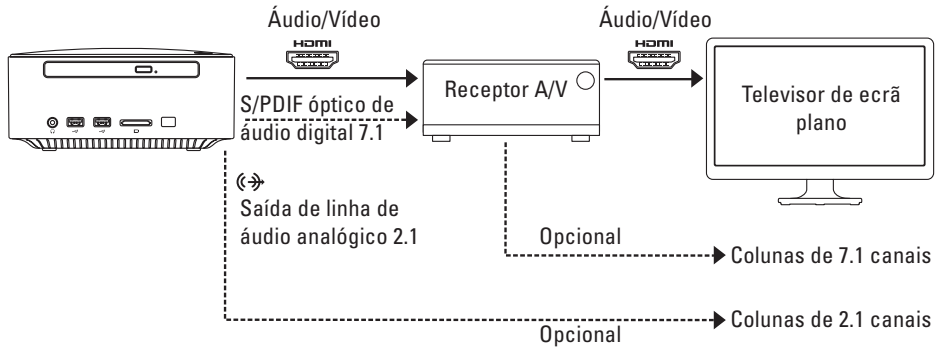 Áudio/Vídeo
HDMI
Áudio/Vídeo
HDMI
Receptor A/V
Televisor de ecrã
plano
S/PDIF óptico de
áudio digital 7.1
Saída de linha de
áudio analógico 2.1
Opcional
Colunas de 7.1 canais
Colunas de 2.1 canais
Opcional